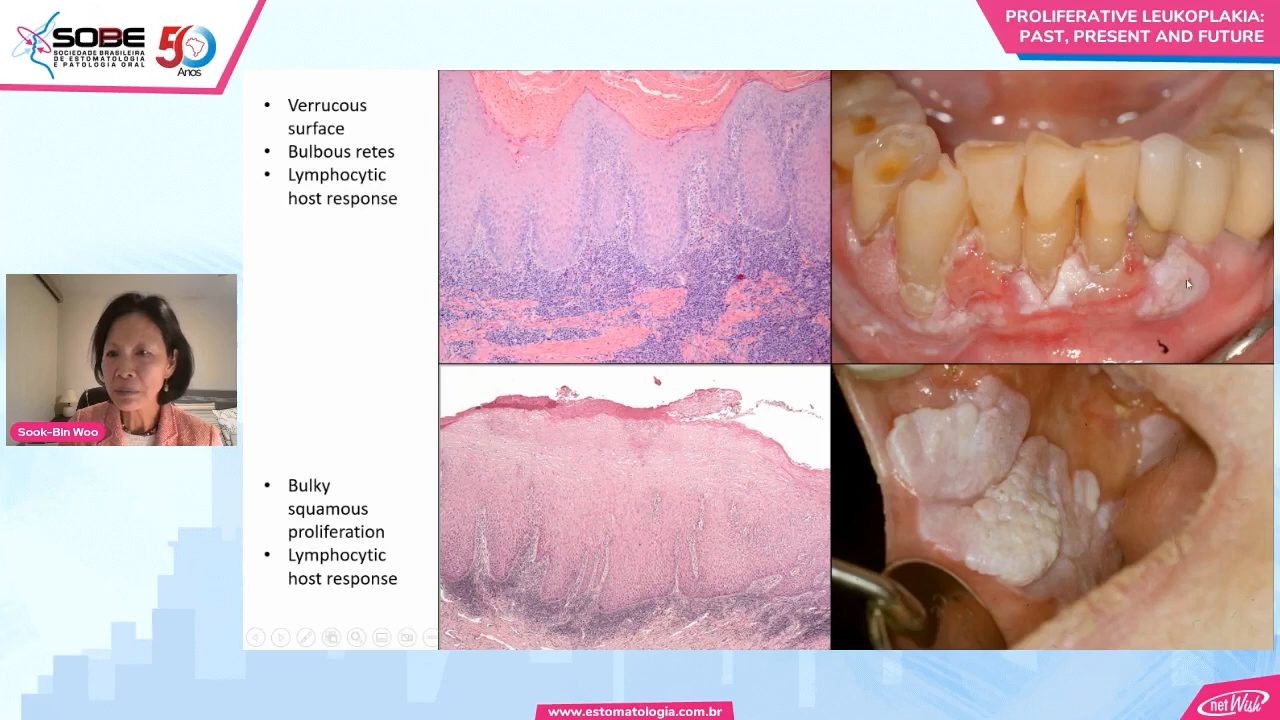 SOBE
SOCIEDADE BRASILEIRA
DE ESTOMATOLOGIA
E PATOLOGIA ORAL
50
Anos
PROLIFERATIVE LEUKOPLAKIA:
PAST, PRESENT AND FUTURE
• Verrucous
surface
• Bulbous retes
• Lymphocytic
host response
Sook-Bin Woo
• Bulky
squamous
proliferation
• Lymphocytic
host response
www.estomatologia.com.br
netWish